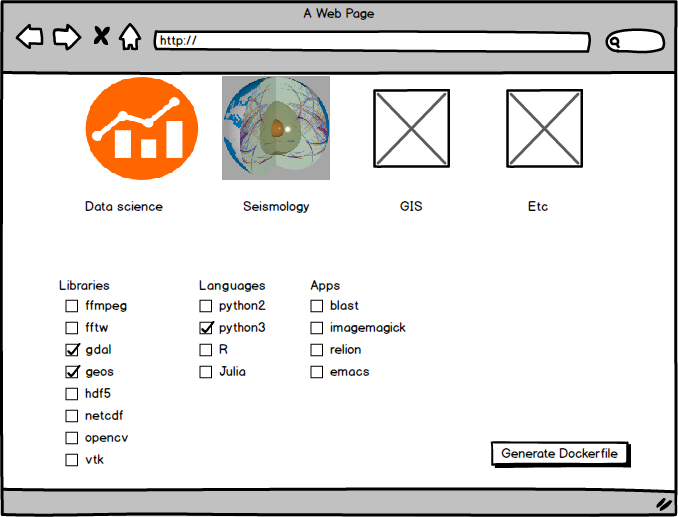 A Web Page
http://
Data science
Seismology
GIS
Etc
Libraries
ffmpeg
fftw
gdal
geos
hdf5
netcdf
opencv
vtk
Languages
python2
python3
R
Julia
Apps
blast
imagemagick
relion
emacs
Generate Dockerfile